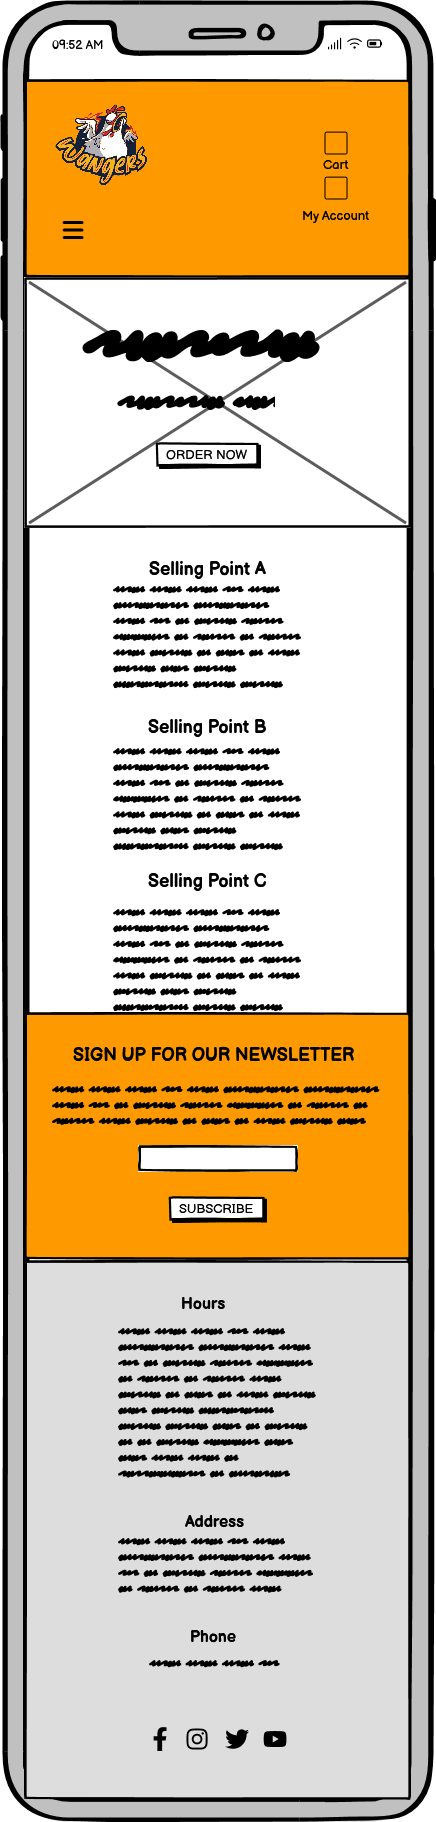 09:52 AM
Wangers
Cart
My Account
ORDER NOW
Selling Point A
Selling Point B
Selling Point C
SIGN UP FOR OUR NEWSLETTER
SUBSCRIBE
Hours
Address
Phone